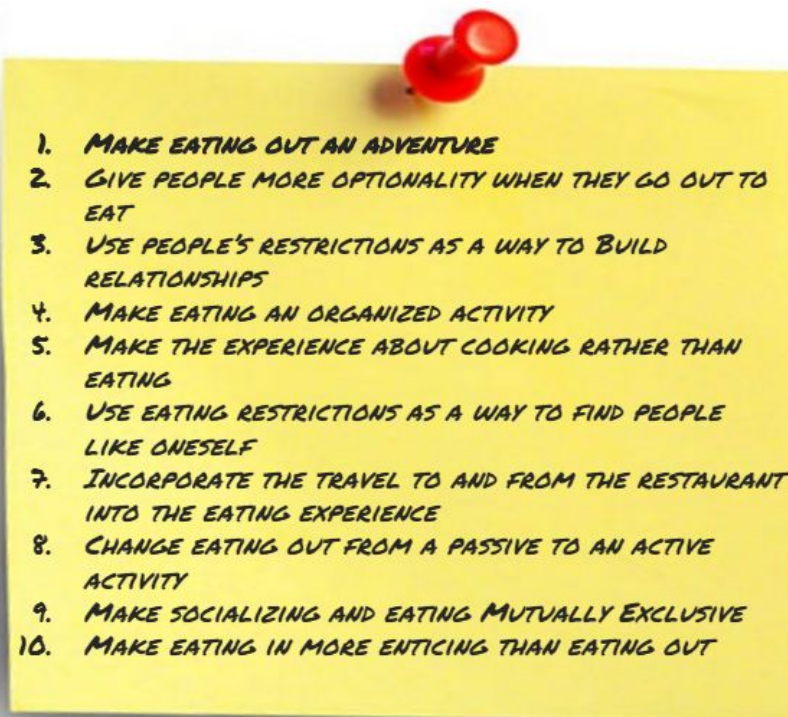 1. MAKE EATING OUT AN ADVENTURE
2. GIVE PEOPLE MORE OPTIONALITY WHEN THEY GO OUT TO
EAT
3. USE PEOPLE'S RESTRICTIONS AS A WAY TO BUILD
RELATIONSHIPS
4. MAKE EATING AN ORGANIZED ACTIVITY
5. MAKE THE EXPERIENCE ABOUT COOKING RATHER THAN
EATING
6. USE EATING RESTRICTIONS AS A WAY TO FIND PEOPLE
LIKE ONESELF
7. INCORPORATE THE TRAVEL TO AND FROM THE RESTAURANT
INTO THE EATING EXPERIENCE
8. CHANGE EATING OUT FROM A PASSIVE TO AN ACTIVE
ACTIVITY
9. MAKE SOCIALIZING AND EATING MUTUALLY EXCLUSIVE
10. MAKE EATING IN MORE ENTICING THAN EATING OUT